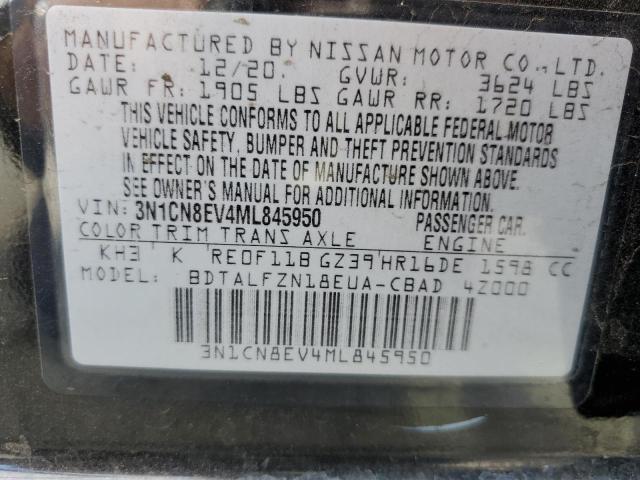 MANUFACTURED BY NISSAN MOTOR CO.,LTD.
DATE: 12/20. GVWR: 3624 LBS
GAWR FR: 1905 LBS GAWR RR: 1720 LBS
THIS VEHICLE CONFORMS TO ALL APPLICABLE FEDERAL MOTOR
VEHICLE SAFETY, BUMPER AND THEFT PREVENTION STANDARDS
IN EFFECT ON THE DATE OF MANUFACTURE SHOWN ABOVE.
SEE OWNER'S MANUAL FOR ADDITIONAL INFORMATION.
VIN: 3N1CN8EV4ML845950 PASSENGER CAR.
COLOR TRIM TRANS AXLE ENGINE
KH3 K RE0F11B GZ39 HR16DE 1598 CC
MODEL: BDTALFZN18EUA-CBAD 4Z000
3N1CN8EV4ML845950